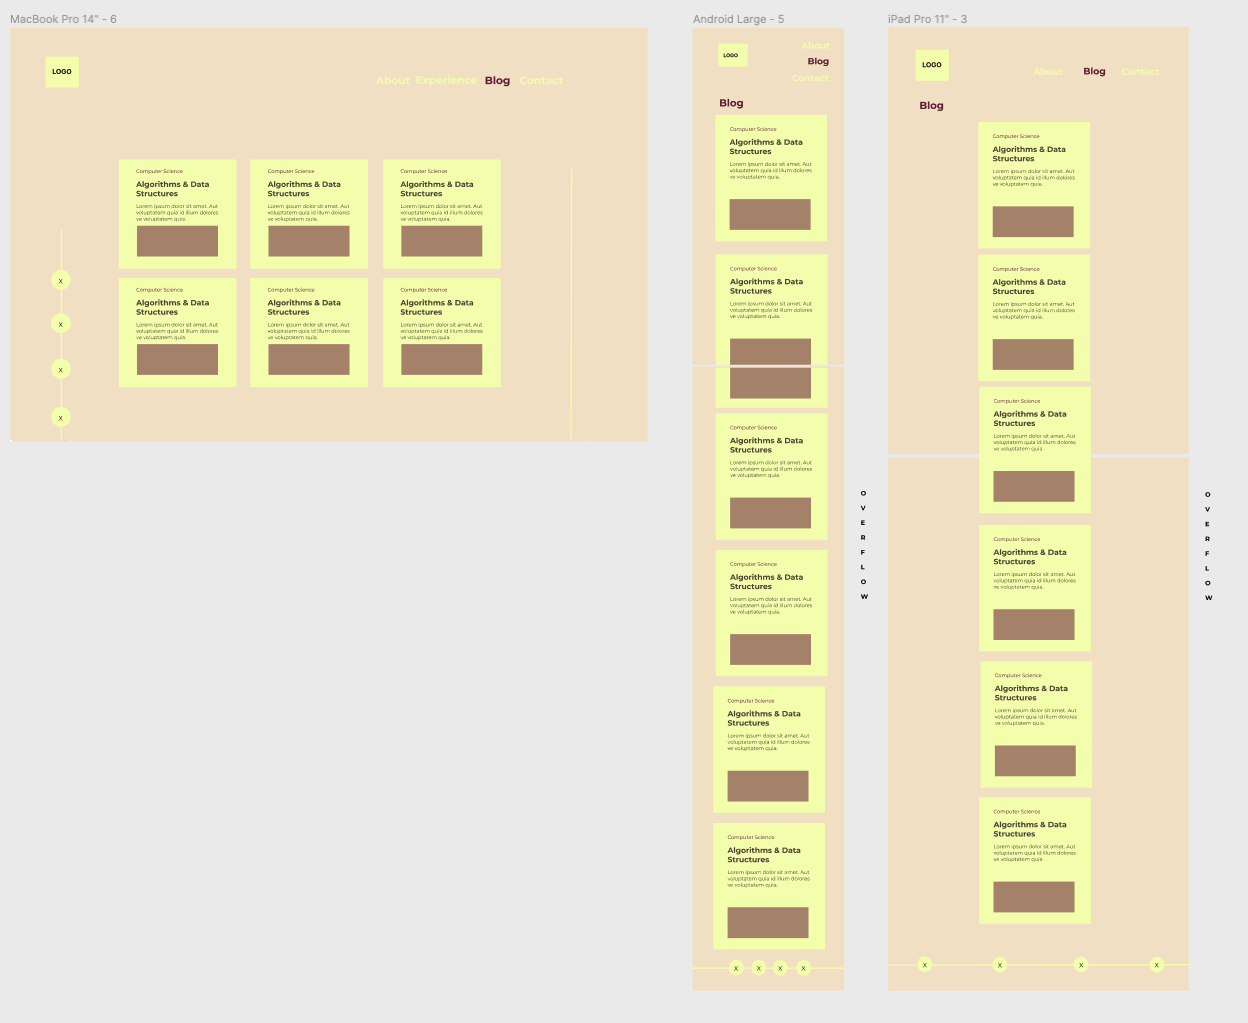 MacBook Pro 14" - 6
LOGO
About Experience Blog Contact
Computer Science
Algorithms & Data
Structures
Lorem ipsum dolor sit amet. Aut
voluptatem quia id illum dolores
ve voluptatem quia.
Computer Science
Algorithms & Data
Structures
Lorem ipsum dolor sit amet. Aut
voluptatem quia id illum dolores
ve voluptatem quia.
Computer Science
Algorithms & Data
Structures
Lorem ipsum dolor sit amet. Aut
voluptatem quia id illum dolores
ve voluptatem quia.
Computer Science
Algorithms & Data
Structures
Lorem ipsum dolor sit amet. Aut
voluptatem quia id illum dolores
ve voluptatem quia.
Computer Science
Algorithms & Data
Structures
Lorem ipsum dolor sit amet. Aut
voluptatem quia id illum dolores
ve voluptatem quia.
Computer Science
Algorithms & Data
Structures
Lorem ipsum dolor sit amet. Aut
voluptatem quia id illum dolores
ve voluptatem quia.
X
X
X
X
Android Large - 5
LOGO
About
Blog
Contact
Blog
Computer Science
Algorithms & Data
Structures
Lorem ipsum dolor sit amet. Aut
voluptatem quia id illum dolores
ve voluptatem quia.
Computer Science
Algorithms & Data
Structures
Lorem ipsum dolor sit amet. Aut
voluptatem quia id illum dolores
ve voluptatem quia.
Computer Science
Algorithms & Data
Structures
Lorem ipsum dolor sit amet. Aut
voluptatem quia id illum dolores
ve voluptatem quia.
Computer Science
Algorithms & Data
Structures
Lorem ipsum dolor sit amet. Aut
voluptatem quia id illum dolores
ve voluptatem quia.
Computer Science
Algorithms & Data
Structures
Lorem ipsum dolor sit amet. Aut
voluptatem quia id illum dolores
ve voluptatem quia.
Computer Science
Algorithms & Data
Structures
Lorem ipsum dolor sit amet. Aut
voluptatem quia id illum dolores
ve voluptatem quia.
X X X X
O
V
E
R
F
L
O
W
iPad Pro 11" - 3
LOGO
About Blog Contact
Blog
Computer Science
Algorithms & Data
Structures
Lorem ipsum dolor sit amet. Aut
voluptatem quia id illum dolores
ve voluptatem quia.
Computer Science
Algorithms & Data
Structures
Lorem ipsum dolor sit amet. Aut
voluptatem quia id illum dolores
ve voluptatem quia.
Computer Science
Algorithms & Data
Structures
Lorem ipsum dolor sit amet. Aut
voluptatem quia id illum dolores
ve voluptatem quia.
Computer Science
Algorithms & Data
Structures
Lorem ipsum dolor sit amet. Aut
voluptatem quia id illum dolores
ve voluptatem quia.
Computer Science
Algorithms & Data
Structures
Lorem ipsum dolor sit amet. Aut
voluptatem quia id illum dolores
ve voluptatem quia.
Computer Science
Algorithms & Data
Structures
Lorem ipsum dolor sit amet. Aut
voluptatem quia id illum dolores
ve voluptatem quia.
X X X X
O
V
E
R
F
L
O
W